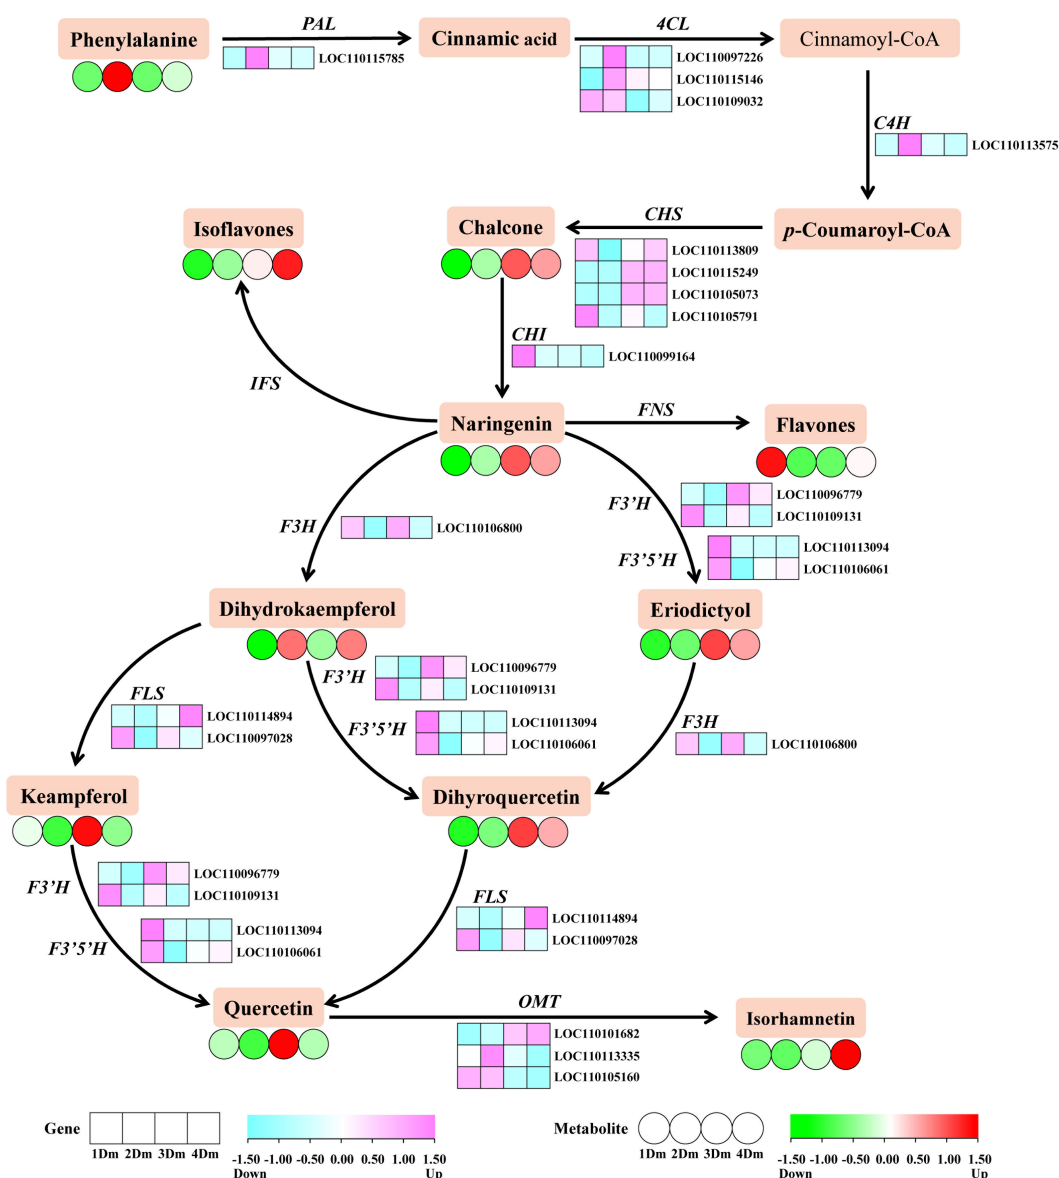 PAL
4CL
Phenylalanine
Cinnamic acid
Cinnamoyl-CoA
LOC110115785
LOC110097226
LOC110115146
LOC110109032
C4H
LOC110113575
Isoflavones
Chalcone
CHS
p-Coumaroyl-CoA
LOC110113809
LOC110115249
LOC110105073
LOC110105791
CHI
LOC110099164
IFS
Naringenin
FNS
Flavones
F3H
LOC110106800
F3’H
LOC110096779
LOC110109131
F3’5’H
LOC110113094
LOC110106061
Dihydrokaempferol
Eriodictyol
F3’H
LOC110096779
LOC110109131
FLS
LOC110114894
LOC110097028
F3’5’H
LOC110113094
LOC110106061
F3H
LOC110106800
Keampferol
Dihyroquercetin
F3’H
LOC110096779
LOC110109131
F3’5’H
LOC110113094
LOC110106061
FLS
LOC110114894
LOC110097028
Quercetin
OMT
Isorhamnetin
LOC110101682
LOC110113335
LOC110105160
Gene
1Dm 2Dm 3Dm 4Dm
-1.50 -1.00 -0.50 0.00 0.50 1.00 1.50
Down Up
Metabolite
1Dm 2Dm 3Dm 4Dm
-1.50 -1.00 -0.50 0.00 0.50 1.00 1.50
Down Up